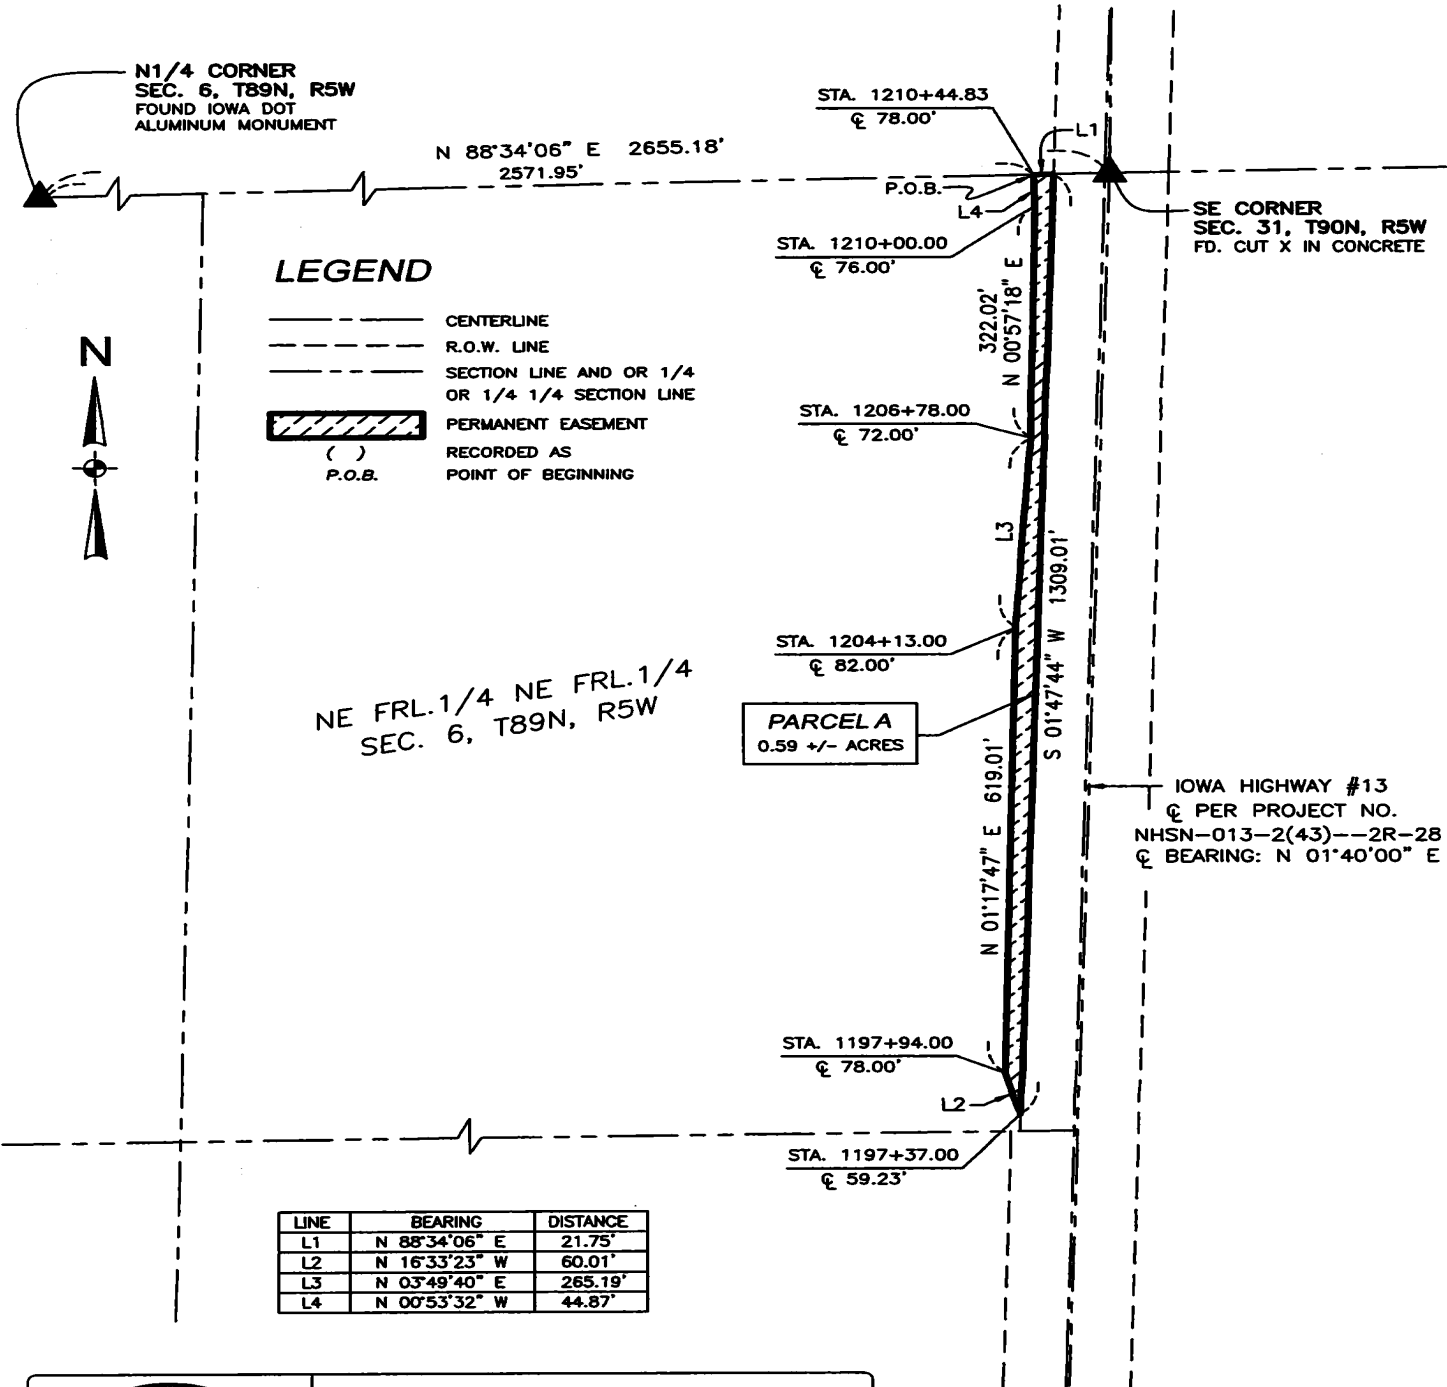 N1/4 CORNER
SEC. 6, T89N, R5W
FOUND IOWA DOT
ALUMINUM MONUMENT
N 88°34'06" E 2655.18'
2571.95'
STA. 1210+44.83
℄ 78.00'
L1
P.O.B.
L4
SE CORNER
SEC. 31, T90N, R5W
FD. CUT X IN CONCRETE
STA. 1210+00.00
℄ 76.00'
LEGEND
CENTERLINE
R.O.W. LINE
SECTION LINE AND OR 1/4
OR 1/4 1/4 SECTION LINE
PERMANENT EASEMENT
( ) RECORDED AS
P.O.B. POINT OF BEGINNING
N
322.02'
N 00°57'18" E
STA. 1206+78.00
℄ 72.00'
L3
S 01°47'44" W 1309.01'
STA. 1204+13.00
℄ 82.00'
NE FRL.1/4 NE FRL.1/4
SEC. 6, T89N, R5W
PARCEL A
0.59 +/- ACRES
N 01°17'47" E 619.01'
IOWA HIGHWAY #13
℄ PER PROJECT NO.
NHSN-013-2(43)--2R-28
℄ BEARING: N 01°40'00" E
STA. 1197+94.00
℄ 78.00'
L2
STA. 1197+37.00
℄ 59.23'
LINE BEARING DISTANCE
L1 N 88°34'06" E 21.75'
L2 N 16°33'23" W 60.01'
L3 N 03°49'40" E 265.19'
L4 N 00°53'32" W 44.87'